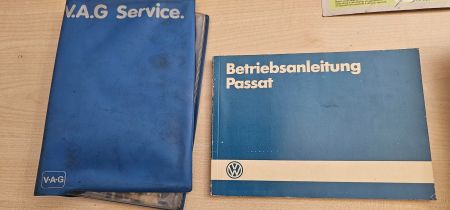 V.A.G Service.
V·A·G
Betriebsanleitung
Passat